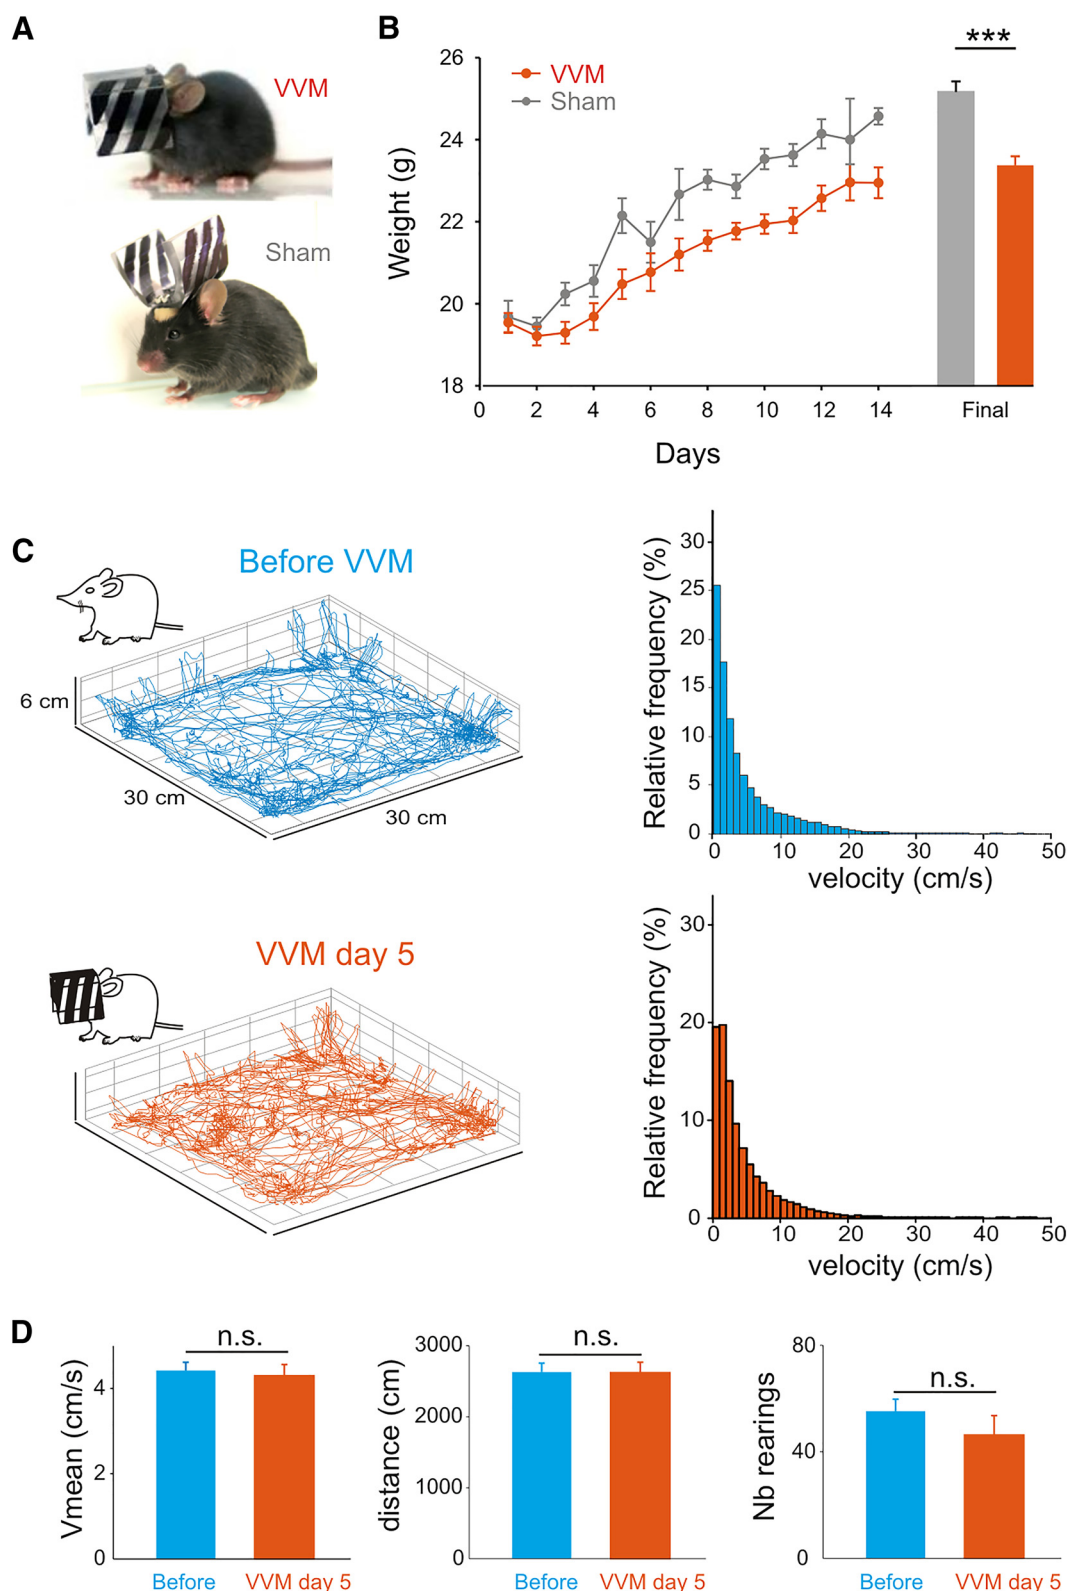 A
VVM
Sham
B
***
VVM
Sham
Weight (g)
26
24
22
20
18
0 2 4 6 8 10 12 14
Final
Days
C
Before VVM
6 cm
30 cm
30 cm
Relative frequency (%)
30
25
20
15
10
5
0
0 10 20 30 40 50
velocity (cm/s)
VVM day 5
Relative frequency (%)
30
20
10
0
0 10 20 30 40 50
velocity (cm/s)
D
n.s.
Vmean (cm/s)
4
2
0
Before VVM day 5
n.s.
distance (cm)
3000
2000
1000
0
Before VVM day 5
n.s.
Nb rearings
80
40
0
Before VVM day 5